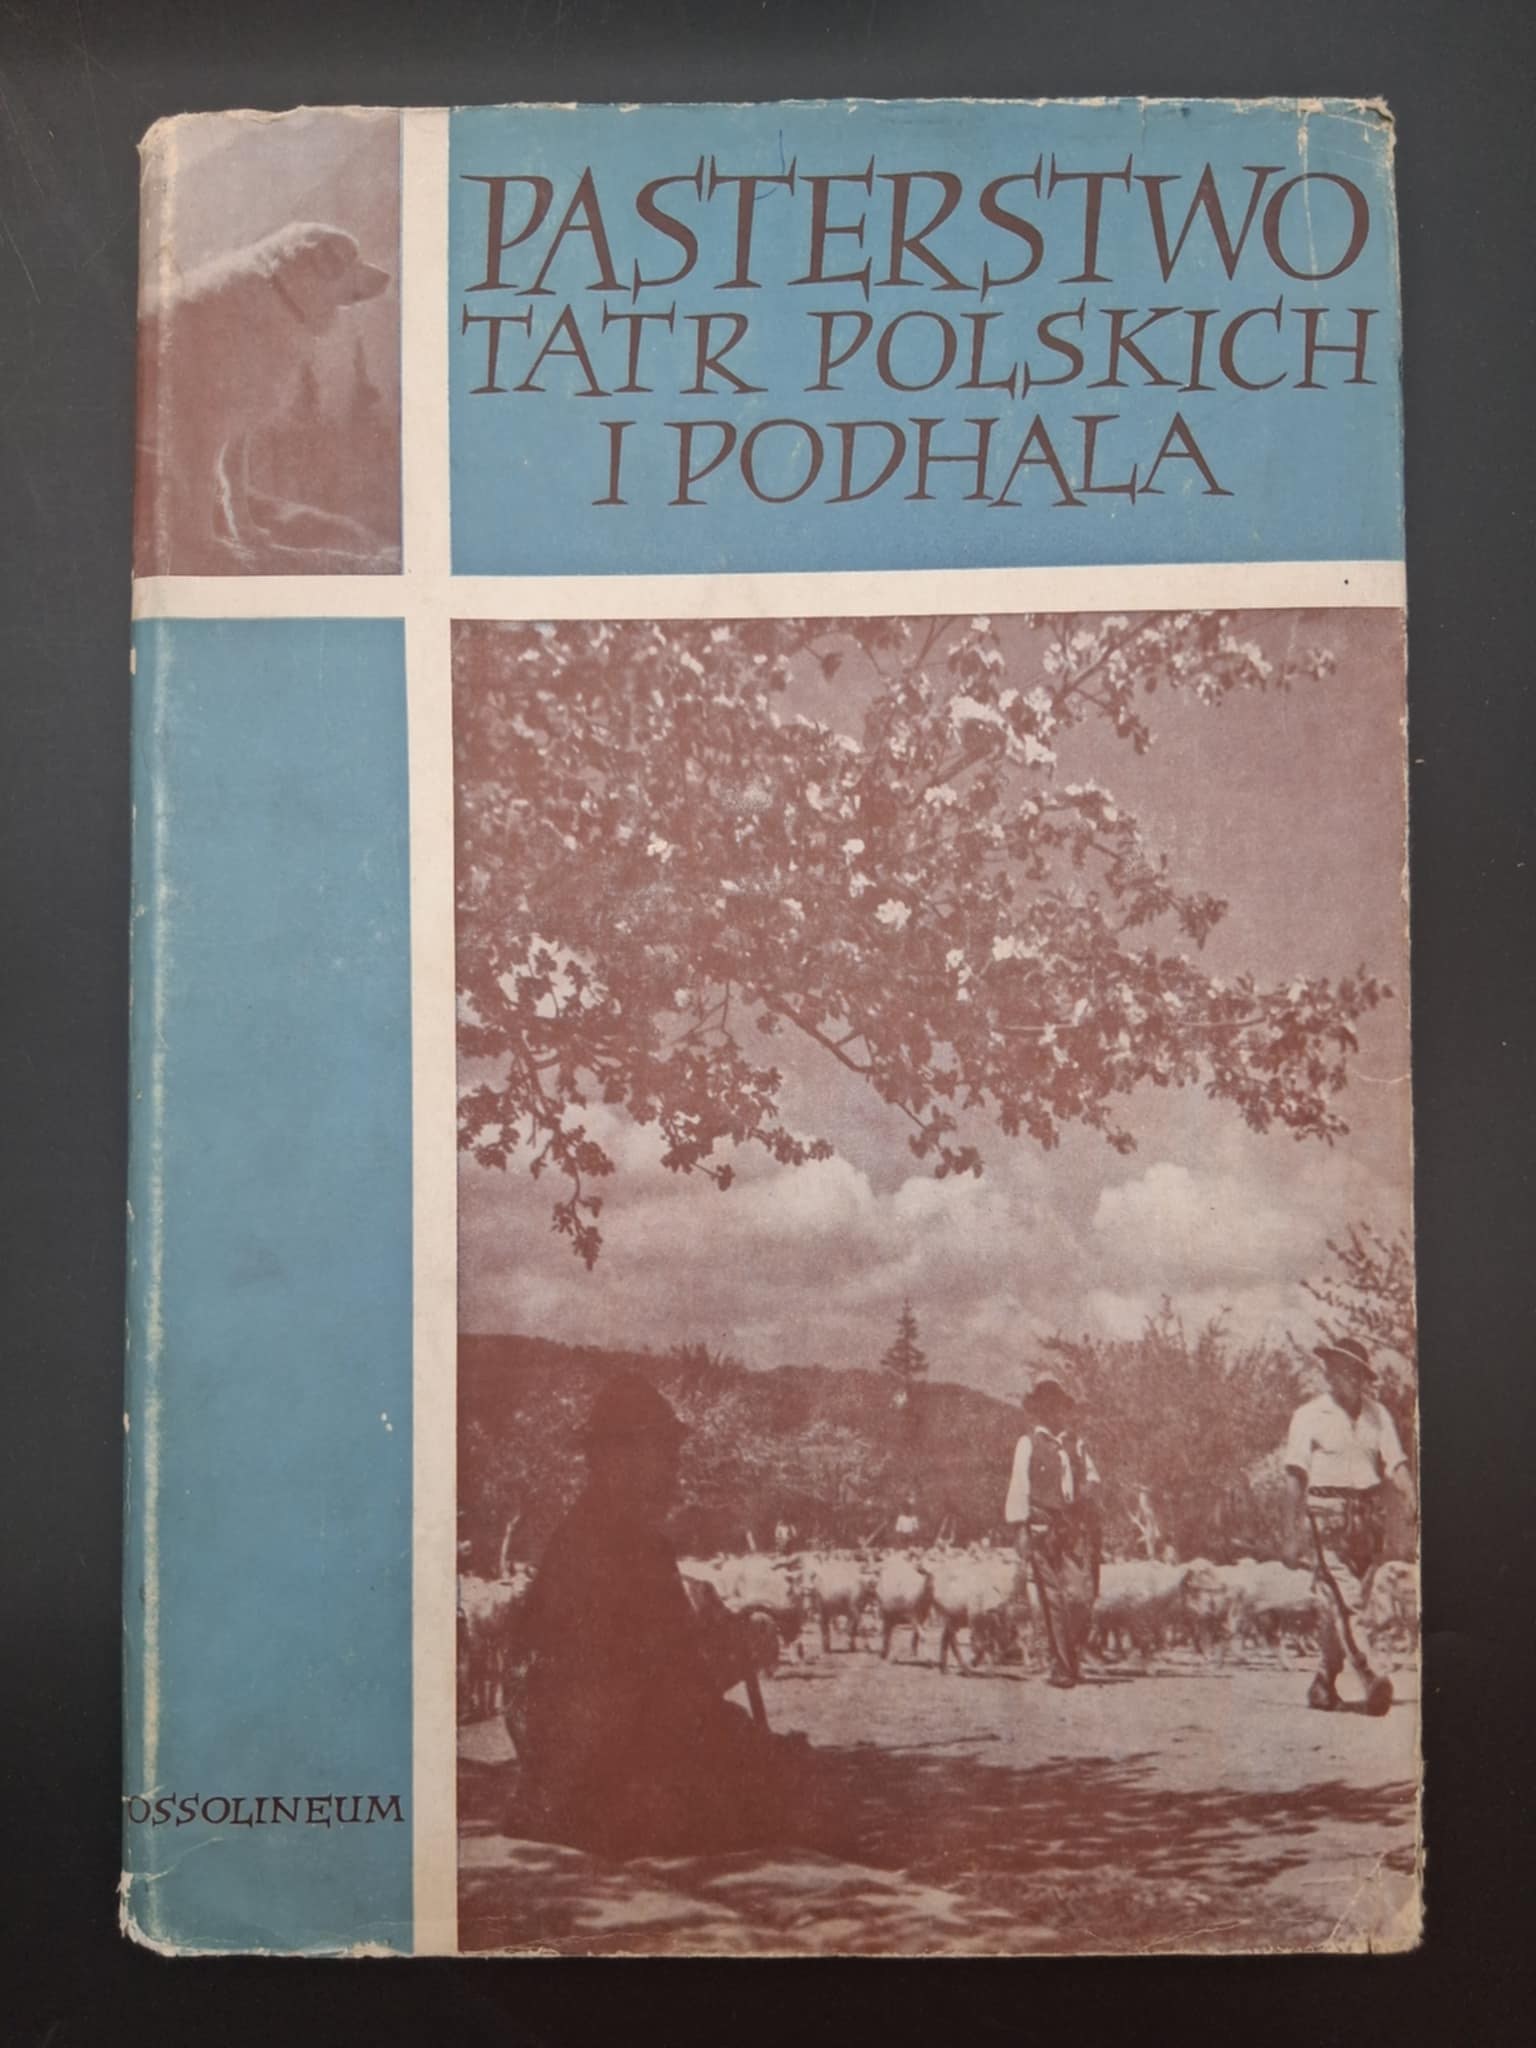 PASTERSTWO
TATR POLSKICH
I PODHALA
OSSOLINEUM